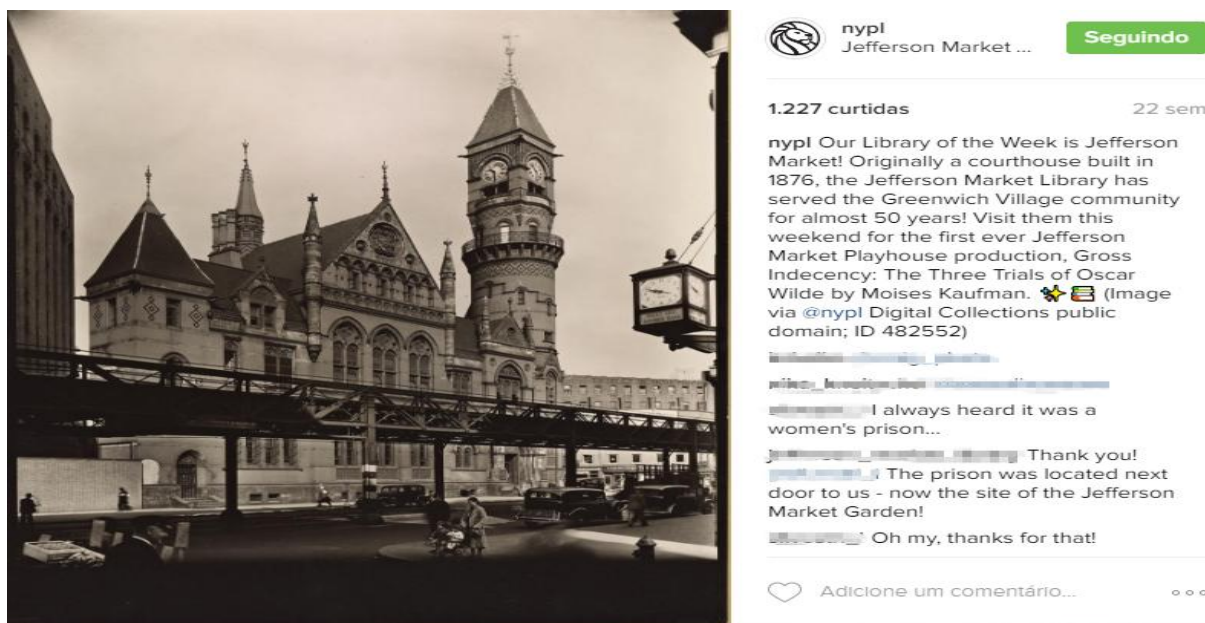 nypl
Jefferson Market ...
Seguindo
1.227 curtidas
22 sem
nypl Our Library of the Week is Jefferson
Market! Originally a courthouse built in
1876, the Jefferson Market Library has
served the Greenwich Village community
for almost 50 years! Visit them this
weekend for the first ever Jefferson
Market Playhouse production, Gross
Indecency: The Three Trials of Oscar
Wilde by Moises Kaufman. ✨📚 (Image
via @nypl Digital Collections public
domain; ID 482552)
I always heard it was a
women's prison...
Thank you!
The prison was located next
door to us - now the site of the Jefferson
Market Garden!
Oh my, thanks for that!
Adicione um comentário...